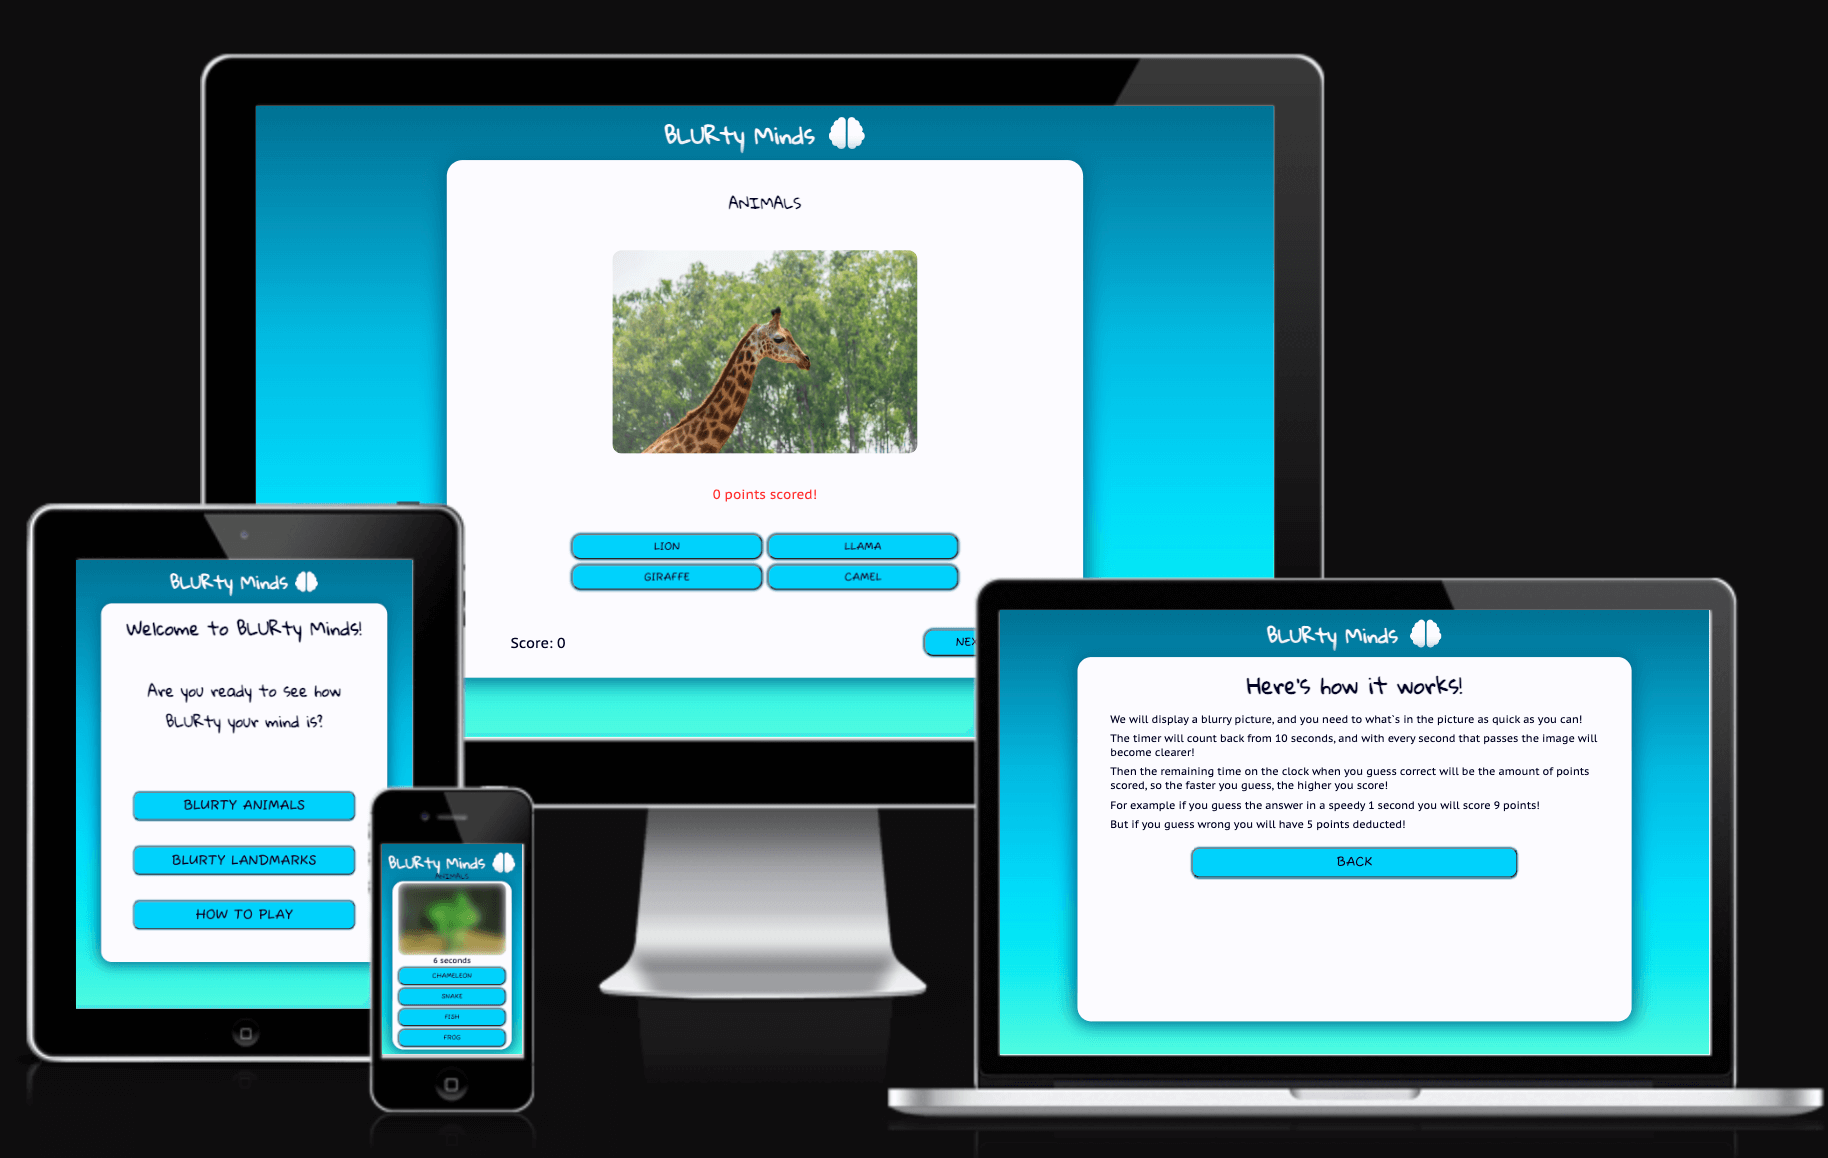 BLURty Minds
ANIMALS
0 points scored!
LION
LLAMA
GIRAFFE
CAMEL
Score: 0
NEX
BLURty Minds
Welcome to BLURty Minds!
Are you ready to see how
BLURty your mind is?
BLURTY ANIMALS
BLURTY LANDMARKS
HOW TO PLAY
BLURty Minds
ANIMALS
6 seconds
CHAMELEON
SNAKE
FISH
FROG
BLURty Minds
Here's how it works!
We will display a blurry picture, and you need to what`s in the picture as quick as you can!
The timer will count back from 10 seconds, and with every second that passes the image will
become clearer!
Then the remaining time on the clock when you guess correct will be the amount of points
scored, so the faster you guess, the higher you score!
For example if you guess the answer in a speedy 1 second you will score 9 points!
But if you guess wrong you will have 5 points deducted!
BACK